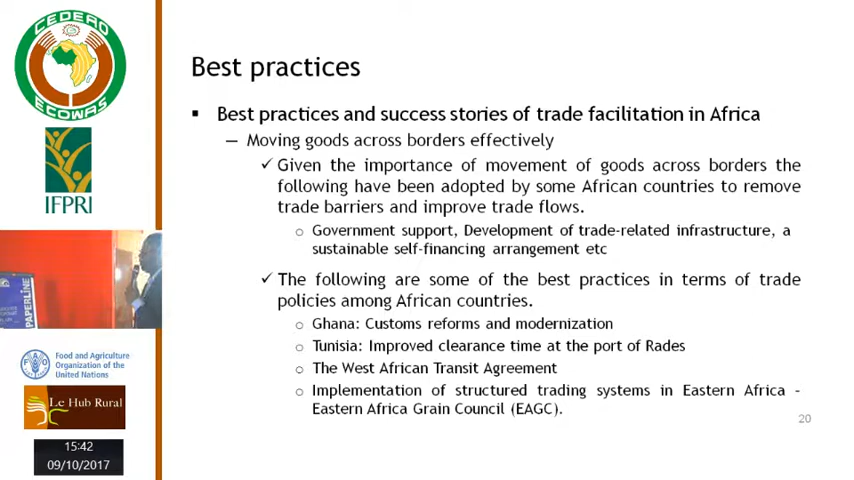 CEDEAO
ECOWAS
IFPRI
PAPERLINE
Food and Agriculture
Organization of the
United Nations
Le Hub Rural
15:42
09/10/2017
Best practices
▪ Best practices and success stories of trade facilitation in Africa
– Moving goods across borders effectively
✓ Given the importance of movement of goods across borders the
following have been adopted by some African countries to remove
trade barriers and improve trade flows.
○ Government support, Development of trade-related infrastructure, a
sustainable self-financing arrangement etc
✓ The following are some of the best practices in terms of trade
policies among African countries.
○ Ghana: Customs reforms and modernization
○ Tunisia: Improved clearance time at the port of Rades
○ The West African Transit Agreement
○ Implementation of structured trading systems in Eastern Africa –
Eastern Africa Grain Council (EAGC).
20